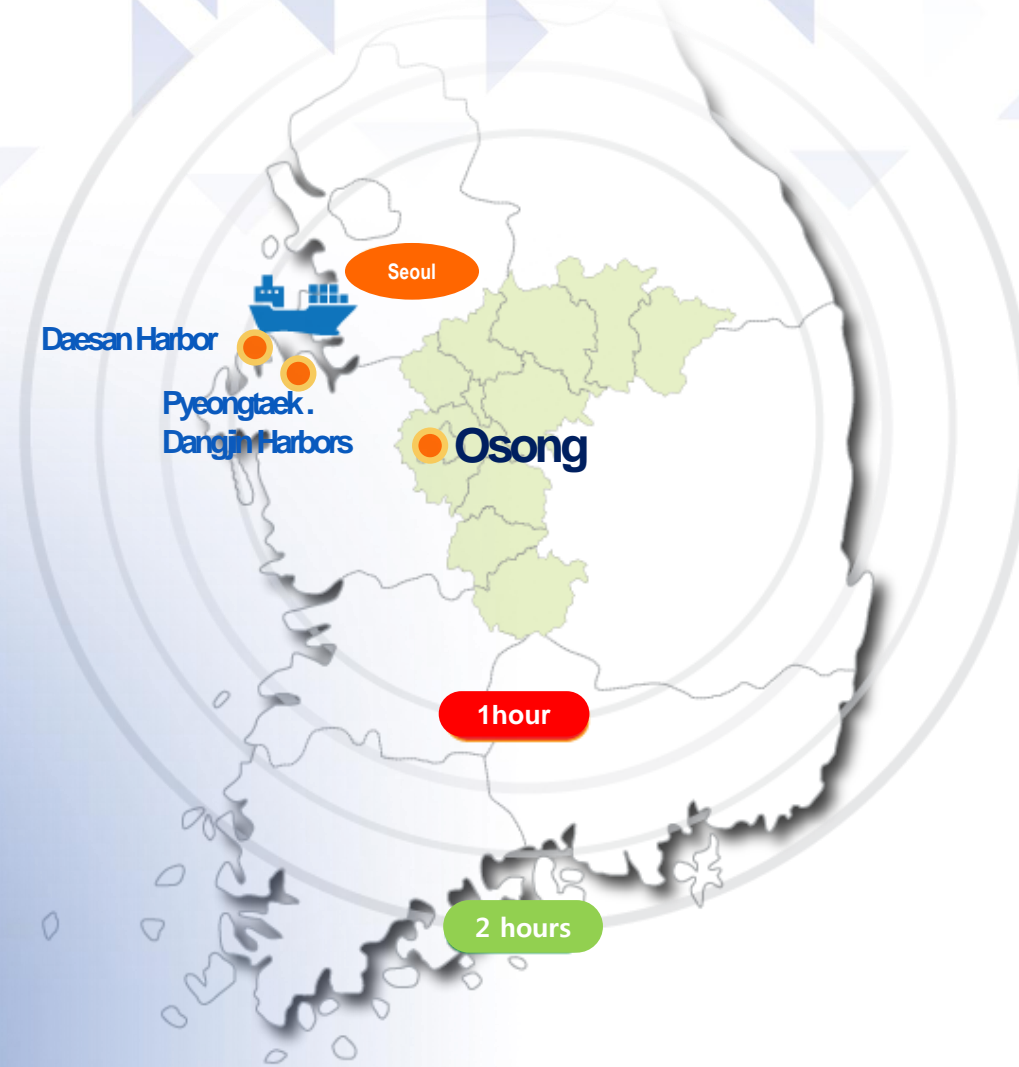 Seoul
Daesan Harbor
Pyeongtaek .
Dangjin Harbors
Osong
1hour
2 hours